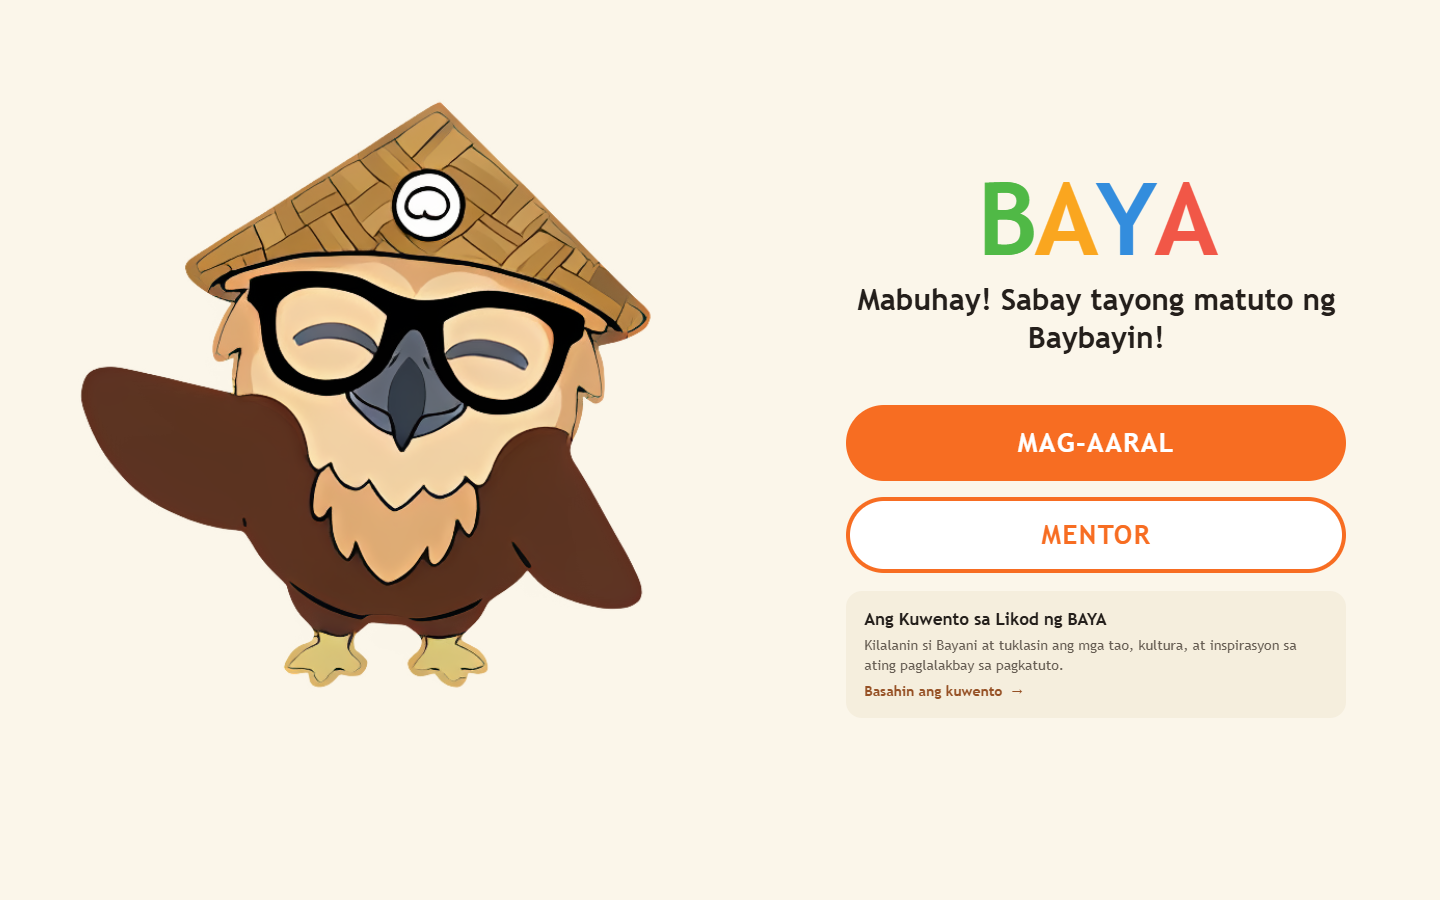 ᜊ
BAYA
Mabuhay! Sabay tayong matuto ng
Baybayin!
MAG-AARAL
MENTOR
Ang Kuwento sa Likod ng BAYA
Kilalanin si Bayani at tuklasin ang mga tao, kultura, at inspirasyon sa
ating paglalakbay sa pagkatuto.
Basahin ang kuwento →